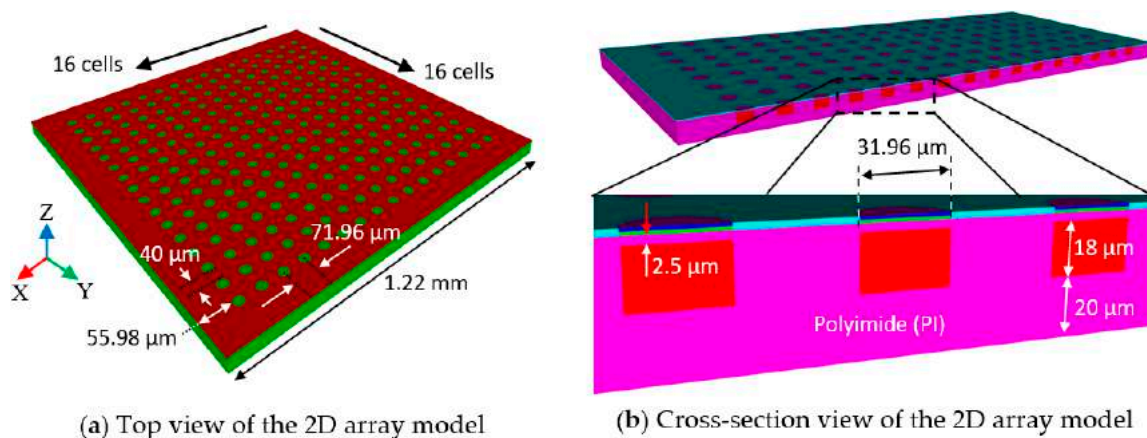 16 cells
16 cells
71.96 μm
40 μm
Z
X
Y
1.22 mm
55.98 μm
(a) Top view of the 2D array model
31.96 μm
2.5 μm
18 μm
20 μm
Polyimide (PI)
(b) Cross-section view of the 2D array model